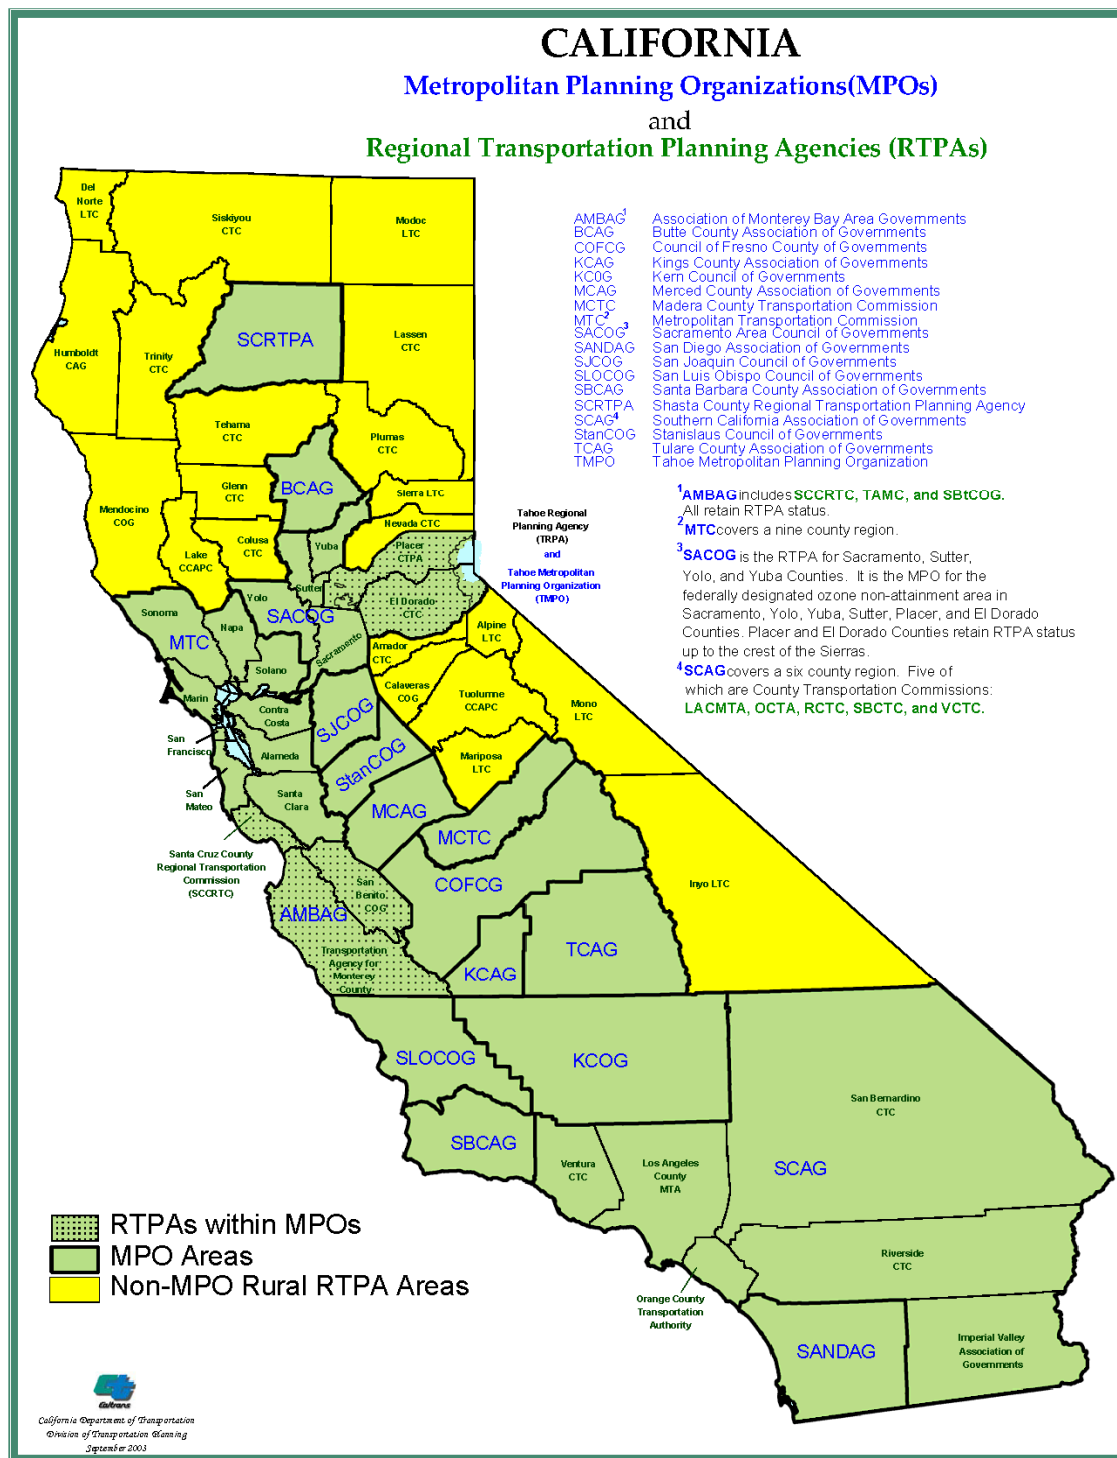 CALIFORNIA
Metropolitan Planning Organizations(MPOs)
and
Regional Transportation Planning Agencies (RTPAs)
AMBAG1 Association of Monterey Bay Area Governments
BCAG Butte County Association of Governments
COFCG Council of Fresno County of Governments
KCAG Kings County Association of Governments
KC0G Kern Council of Governments
MCAG Merced County Association of Governments
MCTC Madera County Transportation Commission
MTC2 Metropolitan Transportation Commission
SACOG3 Sacramento Area Council of Governments
SANDAG San Diego Association of Governments
SJCOG San Joaquin Council of Governments
SLOCOG San Luis Obispo Council of Governments
SBCAG Santa Barbara County Association of Governments
SCRTPA Shasta County Regional Transportation Planning Agency
SCAG4 Southern California Association of Governments
StanCOG Stanislaus Council of Governments
TCAG Tulare County Association of Governments
TMPO Tahoe Metropolitan Planning Organization
1AMBAG includes SCCRTC, TAMC, and SBtCOG.
All retain RTPA status.
2MTC covers a nine county region.
3SACOG is the RTPA for Sacramento, Sutter,
Yolo, and Yuba Counties. It is the MPO for the
federally designated ozone non-attainment area in
Sacramento, Yolo, Yuba, Sutter, Placer, and El Dorado
Counties. Placer and El Dorado Counties retain RTPA status
up to the crest of the Sierras.
4SCAG covers a six county region. Five of
which are County Transportation Commissions:
LACMTA, OCTA, RCTC, SBCTC, and VCTC.
Del
Norte
LTC
Siskiyou
CTC
Modoc
LTC
Humboldt
CAG
Trinity
CTC
SCRTPA
Lassen
CTC
Tehama
CTC
Plumas
CTC
Mendocino
COG
Glenn
CTC
BCAG
Sierra LTC
Nevada CTC
Lake
CCAPC
Colusa
CTC
Yuba
Sutter
Placer
CTPA
Tahoe Regional
Planning Agency
(TRPA)
and
Tahoe Metropolitan
Planning Organization
(TMPO)
El Dorado
CTC
Sonoma
MTC
Napa
Yolo
SACOG
Sacramento
Solano
Marin
Amador
CTC
Alpine
LTC
Calaveras
COG
Tuolumne
CCAPC
Mono
LTC
Mariposa
LTC
Contra
Costa
San
Francisco
Alameda
San
Mateo
Santa
Clara
SJCOG
StanCOG
MCAG
MCTC
COFCG
Santa Cruz County
Regional Transportation
Commission
(SCCRTC)
San
Benito
COG
AMBAG
Transportation
Agency for
Monterey
County
KCAG
TCAG
Inyo LTC
SLOCOG
KCOG
SBCAG
Ventura
CTC
Los Angeles
County
MTA
San Bernardino
CTC
SCAG
Riverside
CTC
Orange County
Transportation
Authority
SANDAG
Imperial Valley
Association of
Governments
RTPAs within MPOs
MPO Areas
Non-MPO Rural RTPA Areas
Caltrans
California Department of Transportation
Division of Transportation Planning
September 2003